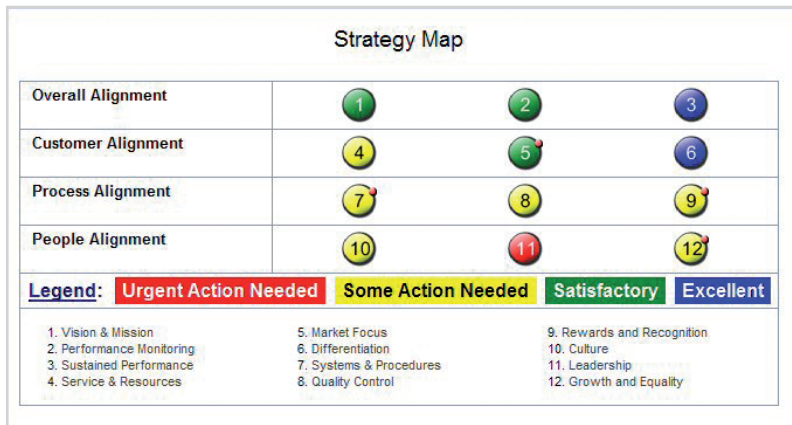 Strategy Map
Overall Alignment 1 2 3
Customer Alignment 4 5 6
Process Alignment 7 8 9
People Alignment 10 11 12
Legend: Urgent Action Needed Some Action Needed Satisfactory Excellent
1. Vision & Mission 5. Market Focus 9. Rewards and Recognition
2. Performance Monitoring 6. Differentiation 10. Culture
3. Sustained Performance 7. Systems & Procedures 11. Leadership
4. Service & Resources 8. Quality Control 12. Growth and Equality